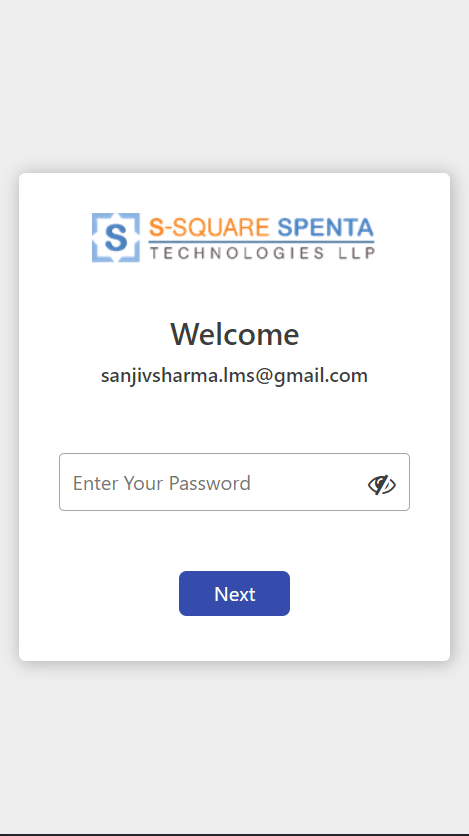 S
S-SQUARE SPENTA
TECHNOLOGIES LLP
Welcome
sanjivsharma.lms@gmail.com
Enter Your Password
Next